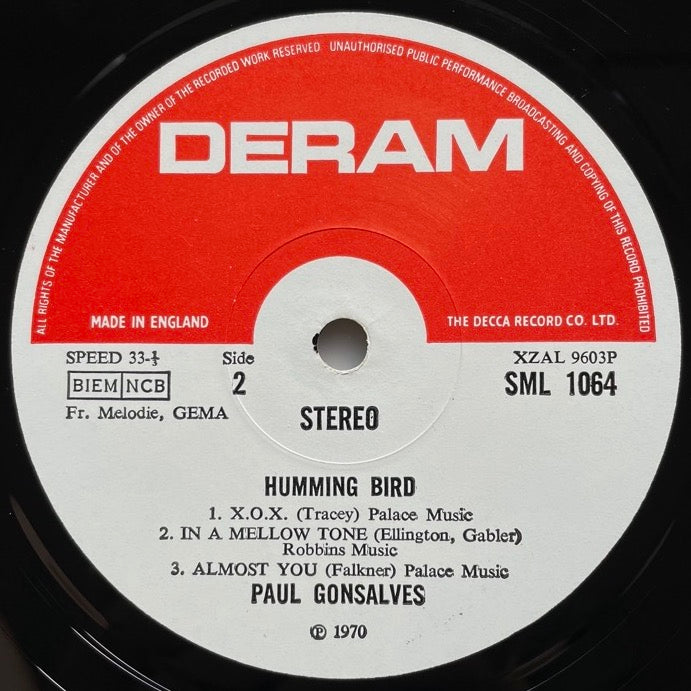 ALL RIGHTS OF THE MANUFACTURER AND OF THE OWNER OF THE RECORDED WORK RESERVED UNAUTHORISED PUBLIC PERFORMANCE BROADCASTING AND COPYING OF THIS RECORD PROHIBITED
DERAM
MADE IN ENGLAND
THE DECCA RECORD CO. LTD.
SPEED 33-⅓ Side XZAL 9603P
BIEM NCB 2 SML 1064
Fr. Melodie, GEMA
STEREO
HUMMING BIRD
1. X.O.X. (Tracey) Palace Music
2. IN A MELLOW TONE (Ellington, Gabler)
Robbins Music
3. ALMOST YOU (Falkner) Palace Music
PAUL GONSALVES
℗ 1970